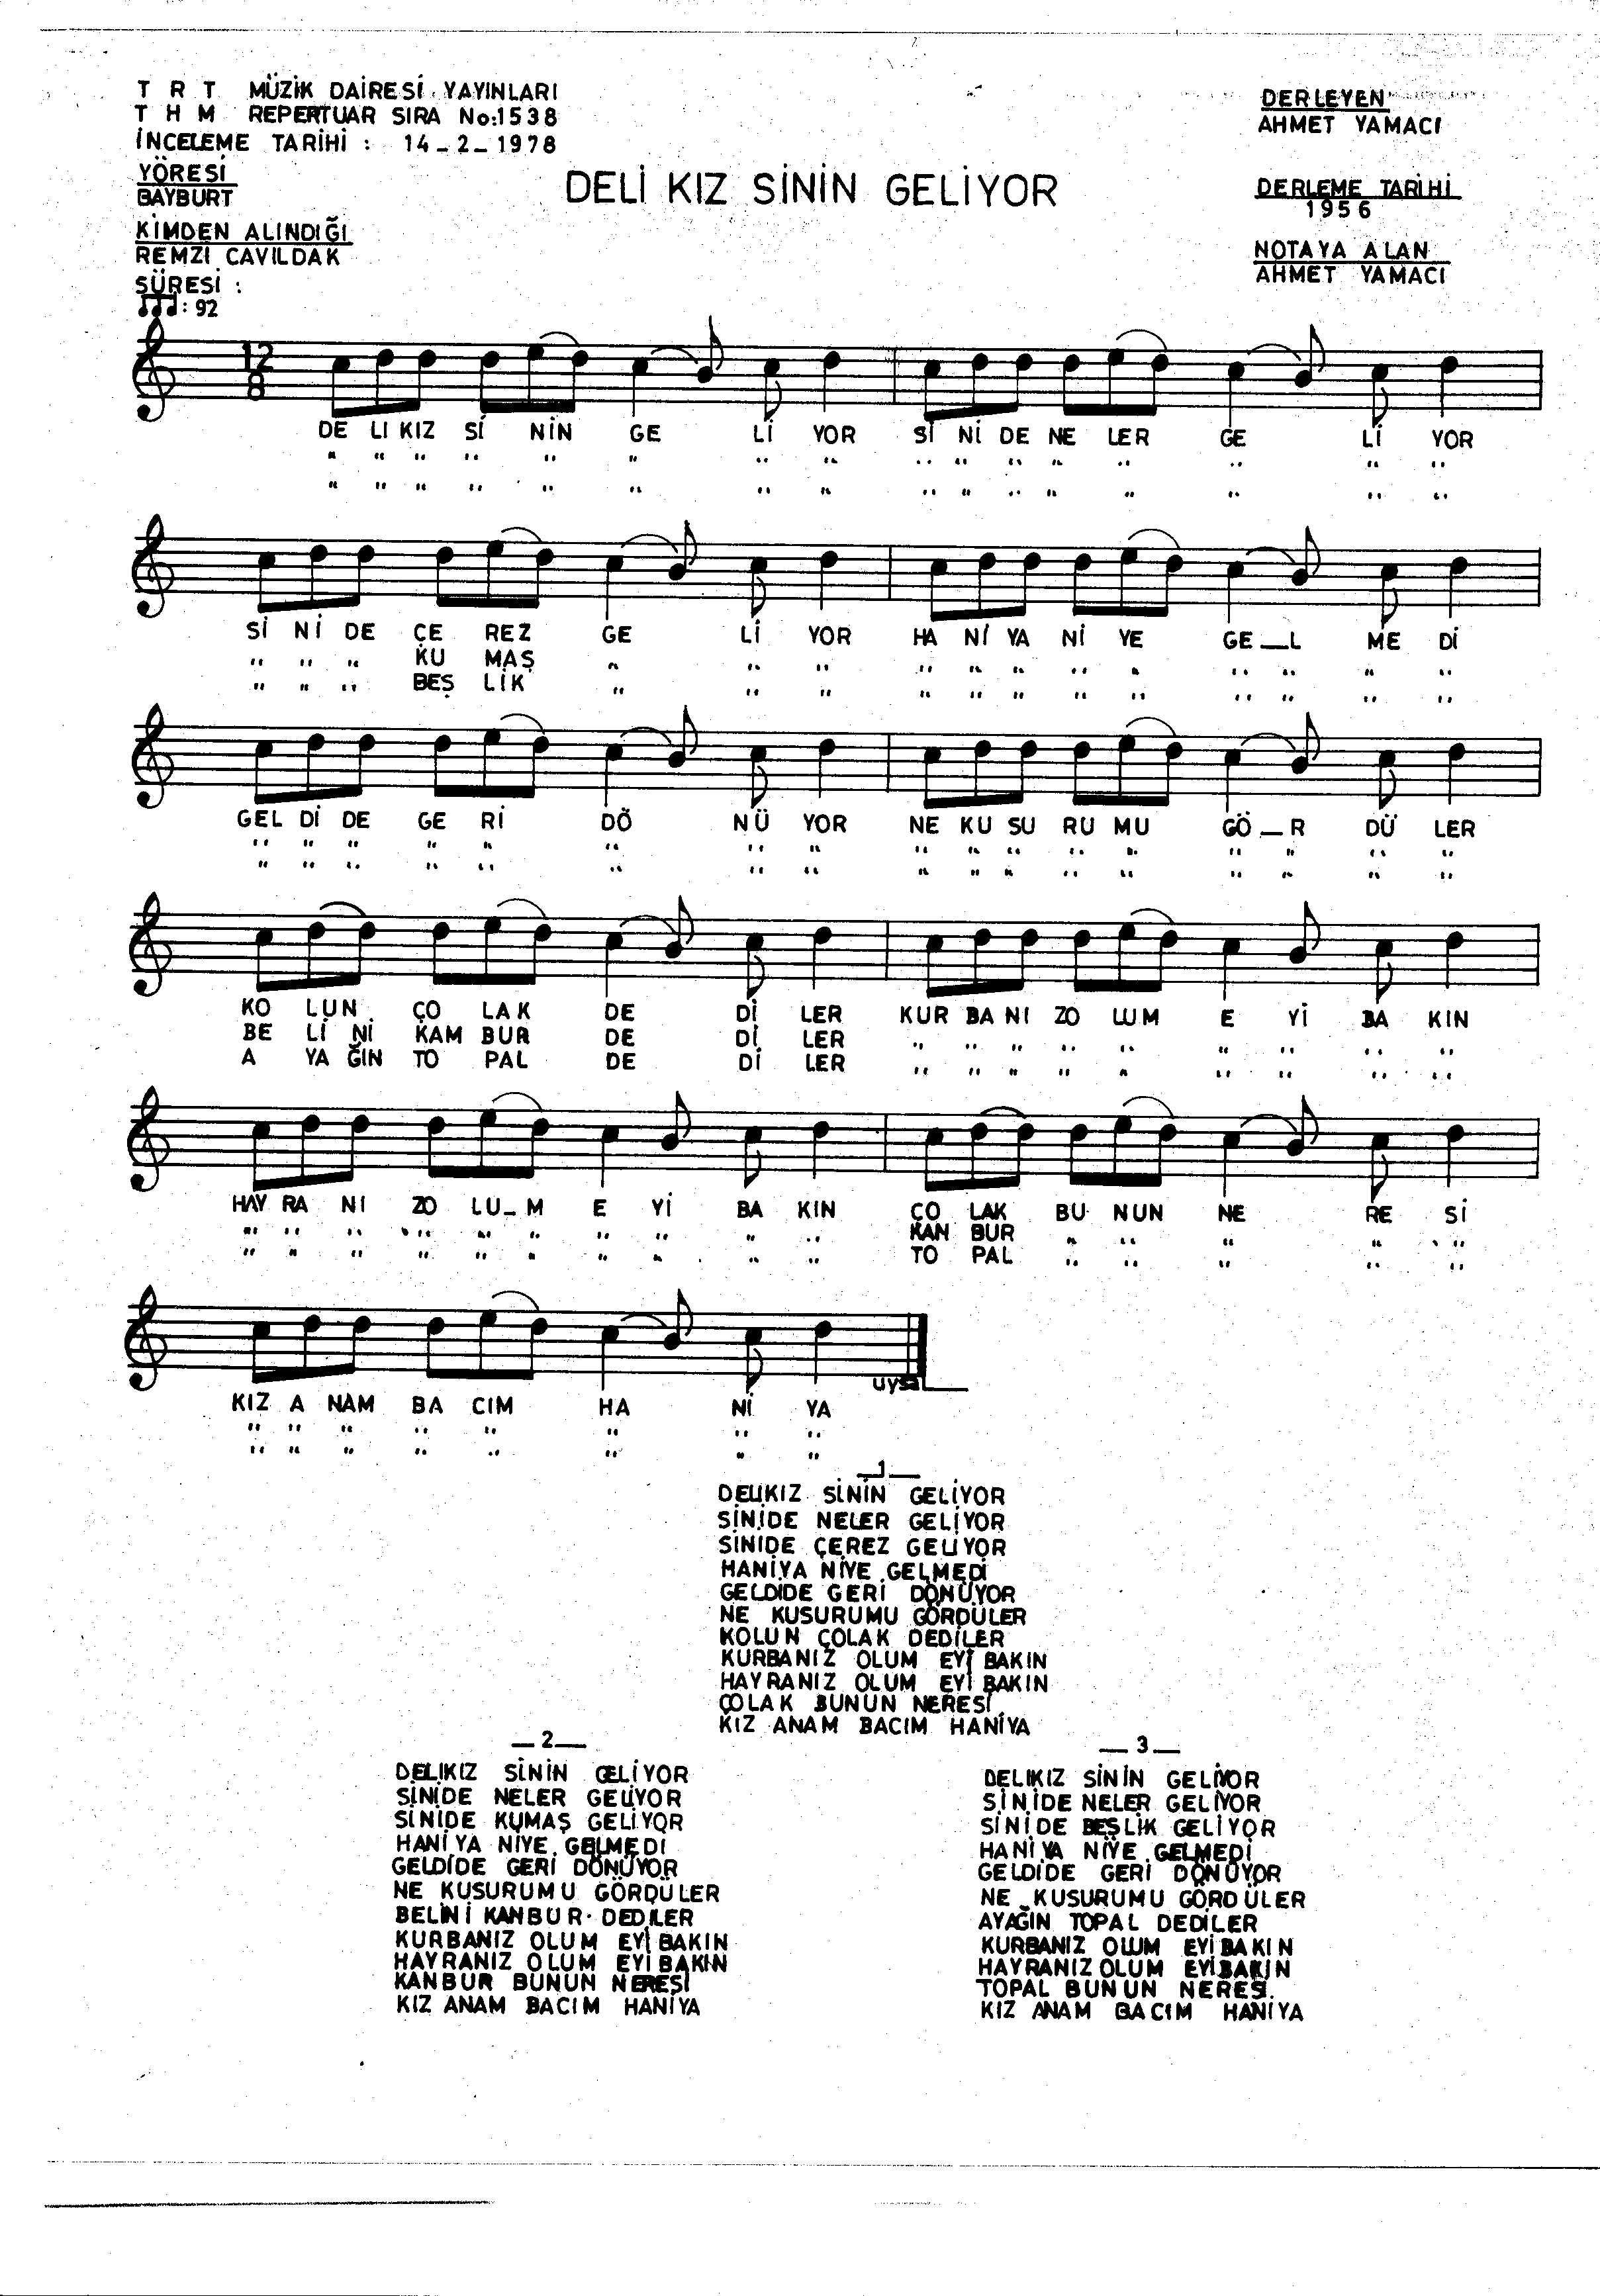 T R T MÜZİK DAİRESİ YAYINLARI
T H M REPERTUAR SIRA No:1538
İNCELEME TARİHİ : 14_2_1978
YÖRESİ
BAYBURT
KİMDEN ALINDIĞI
REMZİ CAVILDAK
SÜRESİ :
: 92
DELİ KIZ SİNİN GELİYOR
DERLEYEN
AHMET YAMACI
DERLEME TARİHİ
1956
NOTAYA ALAN
AHMET YAMACI
12
8
DE LI KIZ Sİ NİN GE Lİ YOR Sİ Nİ DE NE LER GE Lİ YOR
" " " " " " " " " " " " " " " "
" " " " " " " " " " " " " " " "
Sİ Nİ DE ÇE REZ GE Lİ YOR HA Nİ YA Nİ YE GE_L ME Dİ
" " " KU MAŞ " " " " " " " " " " " "
" " " BEŞ LİK " " " " " " " " " " " "
GEL Dİ DE GE Rİ DÖ NÜ YOR NE KU SU RU MU GÖ_R DÜ LER
" " " " " " " " " " " " " " " " "
" " " " " " " " " " " " " " " " "
KO LUN ÇO LAK DE Dİ LER KUR BA NI ZO LUM E Yİ BA KIN
BE Lİ Nİ KAM BUR DE Dİ LER " " " " " " " " "
A YA ĞIN TO PAL DE Dİ LER " " " " " " " " "
HAY RA NI ZO LU_M E Yİ BA KIN ÇO LAK BU NUN NE RE Sİ
" " " " " " " " " " KAN BUR " " " " "
" " " " " " " " " " TO PAL " " " " "
KIZ A NAM BA CIM HA Nİ YA
" " " " " " " "
" " " " " " " "
uysal
_1_
DELİKIZ SİNİN GELİYOR
SİNİDE NELER GELİYOR
SİNİDE ÇEREZ GELİYOR
HANİYA NİYE GELMEDİ
GELDİDE GERİ DÖNÜYOR
NE KUSURUMU GÖRDÜLER
KOLUN ÇOLAK DEDİLER
KURBANIZ OLUM EYİ BAKIN
HAYRANIZ OLUM EYİ BAKIN
ÇOLAK BUNUN NERESİ
KIZ ANAM BACIM HANİYA
_2_
DELIKIZ SİNİN GELİYOR
SİNİDE NELER GELİYOR
SİNİDE KUMAŞ GELİYOR
HANİYA NİYE GELMEDİ
GELDİDE GERİ DÖNÜYOR
NE KUSURUMU GÖRDÜLER
BELİNİ KANBUR DEDİLER
KURBANIZ OLUM EYİ BAKIN
HAYRANIZ OLUM EYİ BAKIN
KANBUR BUNUN NERESİ
KIZ ANAM BACIM HANİYA
_3_
DELIKIZ SİNİN GELİYOR
SİNİDE NELER GELİYOR
SİNİDE BEŞLİK GELİYOR
HANİYA NİYE GELMEDİ
GELDİDE GERİ DÖNÜYOR
NE KUSURUMU GÖRDÜLER
AYAĞIN TOPAL DEDİLER
KURBANIZ OLUM EYİ BAKIN
HAYRANIZ OLUM EYİ BAKIN
TOPAL BUNUN NERESİ.
KIZ ANAM BACIM HANİYA